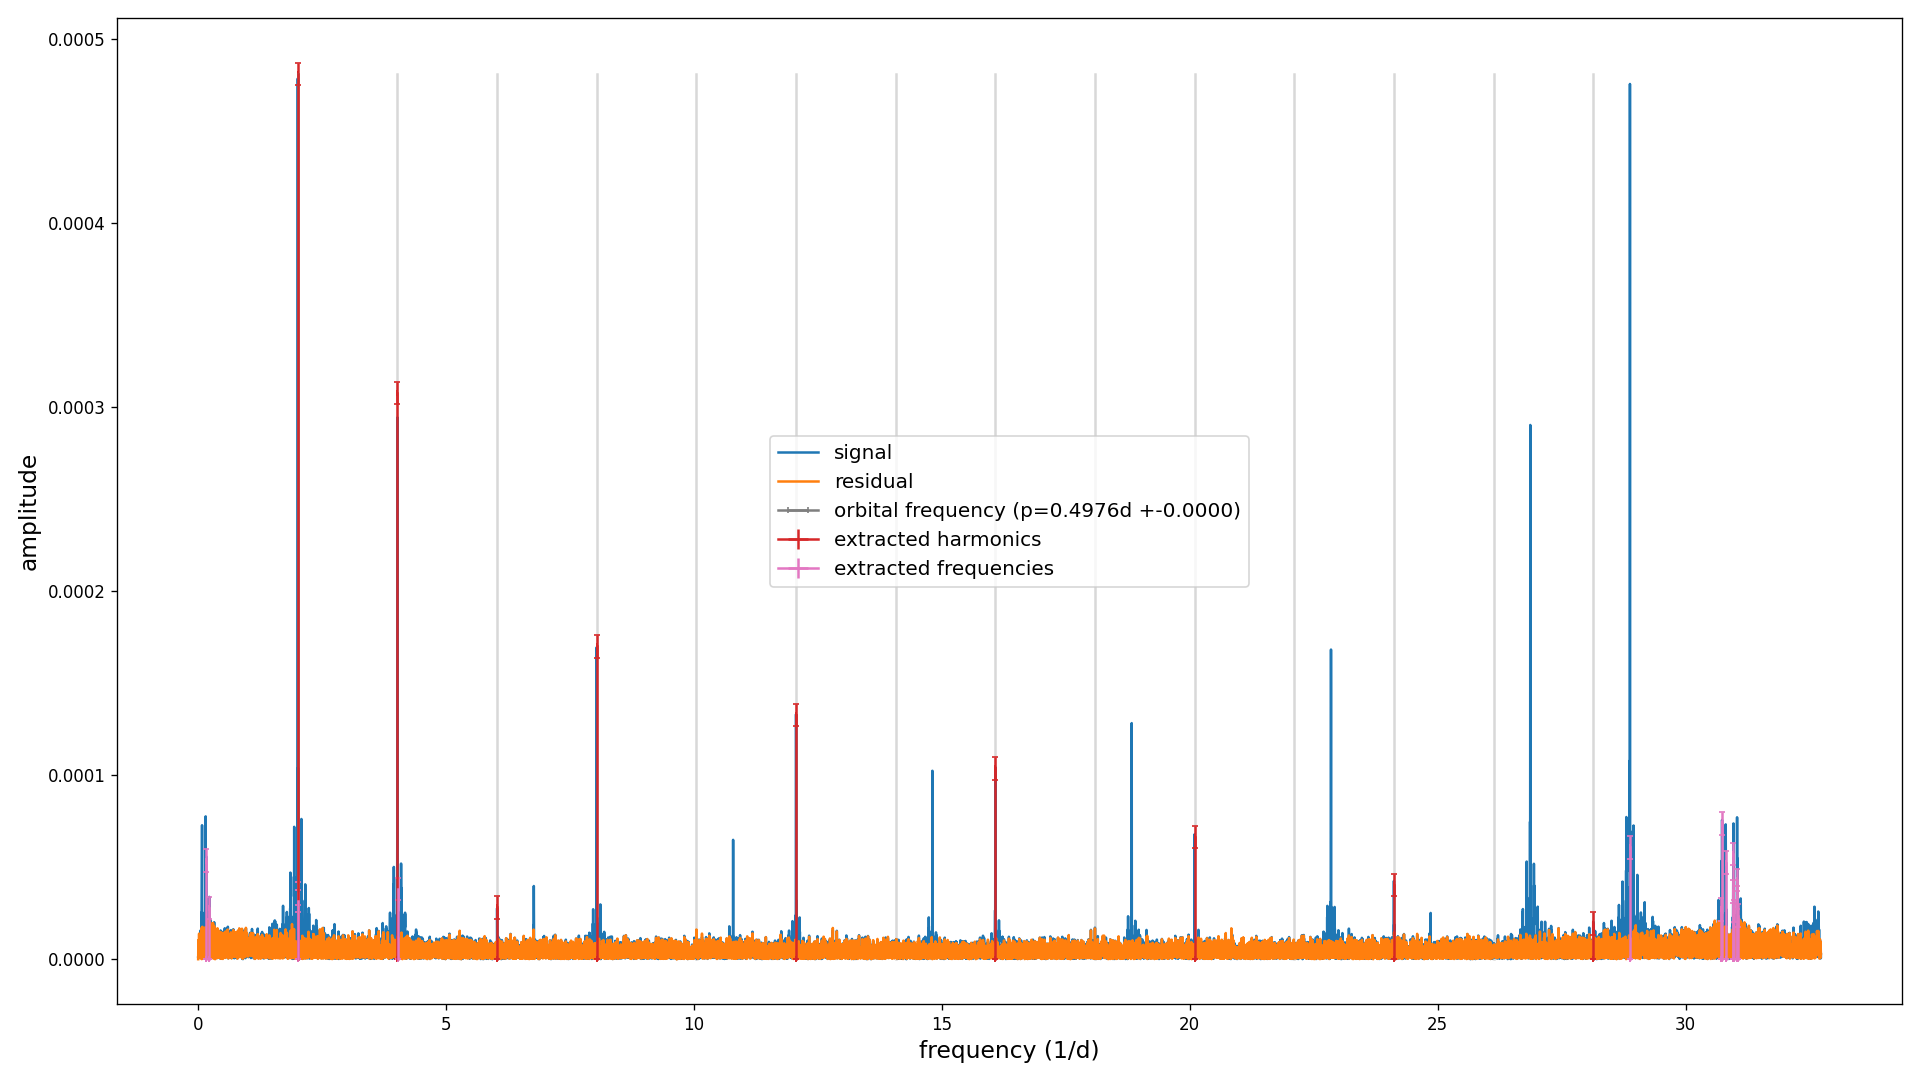 0.0005
0.0004
0.0003
0.0002
0.0001
0.0000
amplitude
signal
residual
orbital frequency (p=0.4976d +-0.0000)
extracted harmonics
extracted frequencies
0 5 10 15 20 25 30
frequency (1/d)